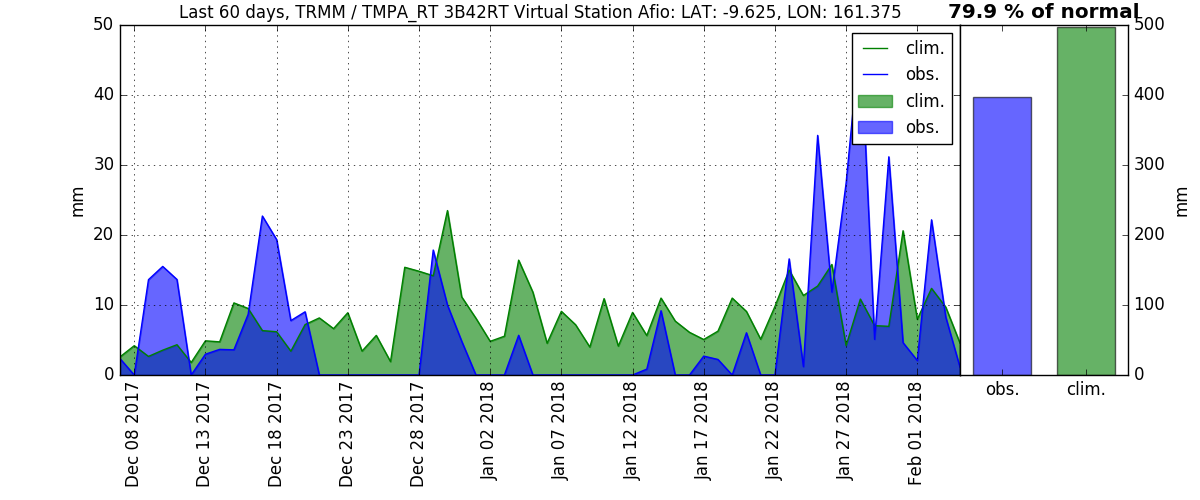 Last 60 days, TRMM / TMPA_RT 3B42RT Virtual Station Afio: LAT: -9.625, LON: 161.375
79.9 % of normal
50
40
30
20
10
0
mm
clim.
obs.
clim.
obs.
500
400
300
200
100
0
mm
obs.
clim.
Dec 08 2017
Dec 13 2017
Dec 18 2017
Dec 23 2017
Dec 28 2017
Jan 02 2018
Jan 07 2018
Jan 12 2018
Jan 17 2018
Jan 22 2018
Jan 27 2018
Feb 01 2018